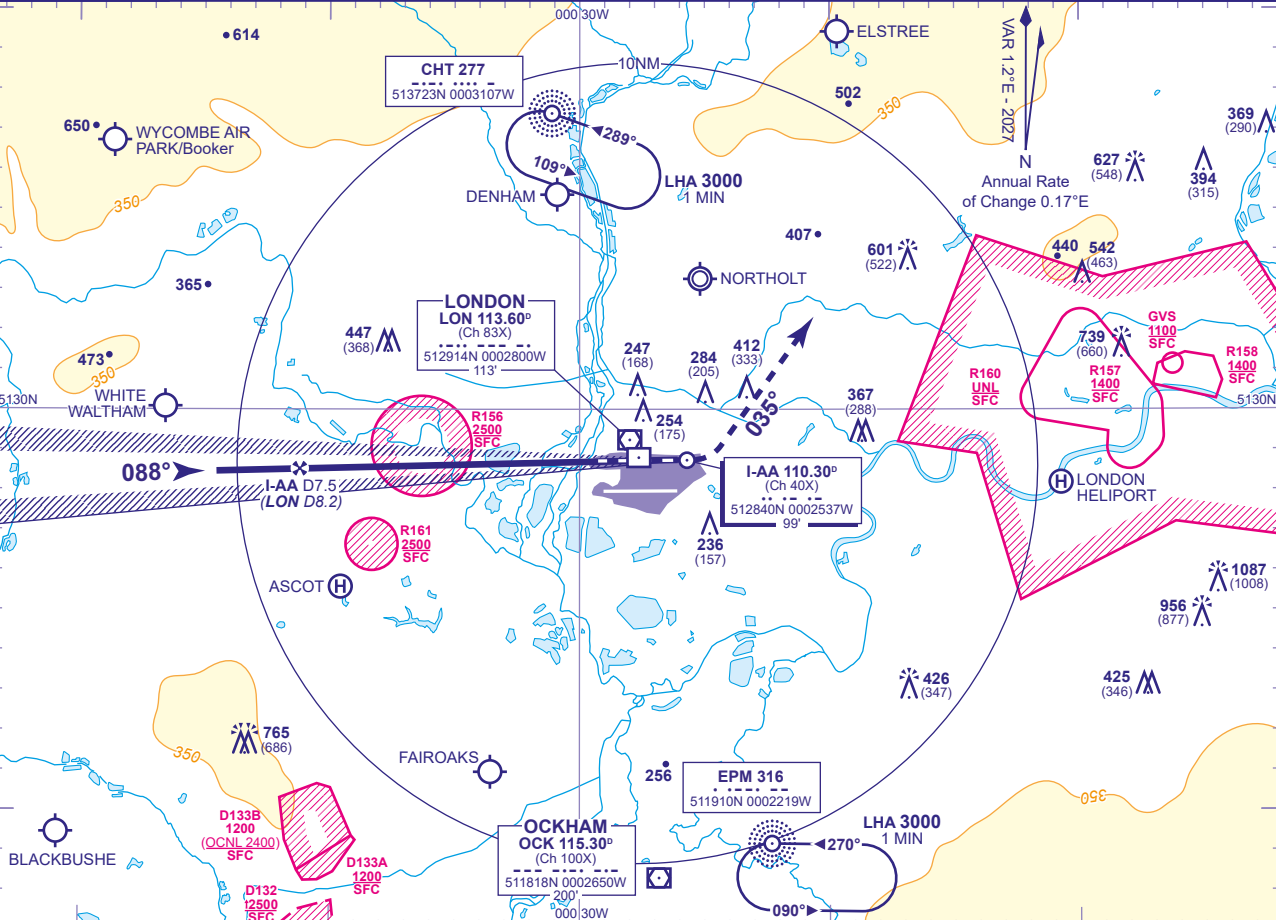 000 30W
614
ELSTREE
VAR 1.2°E - 2027
CHT 277
513723N 0003107W
10NM
502
350
369
(290)
650
WYCOMBE AIR
PARK/Booker
289°
109°
627
(548)
394
(315)
N
Annual Rate
of Change 0.17°E
DENHAM
LHA 3000
1 MIN
350
407
601
(522)
440
542
(463)
NORTHOLT
365
LONDON
LON 113.60ᴰ
(Ch 83X)
512914N 0002800W
113'
447
(368)
739
(660)
GVS
1100
SFC
R158
1400
SFC
R157
1400
SFC
R160
UNL
SFC
247
(168)
284
(205)
412
(333)
473
350
WHITE
WALTHAM
5130N
5130N
367
(288)
R156
2500
SFC
254
(175)
035°
088°
I-AA D7.5
(LON D8.2)
I-AA 110.30ᴰ
(Ch 40X)
512840N 0002537W
99'
LONDON
HELIPORT
H
R161
2500
SFC
236
(157)
ASCOT
H
1087
(1008)
956
(877)
426
(347)
425
(346)
765
(686)
350
FAIROAKS
256
EPM 316
511910N 0002219W
350
D133B
1200
(OCNL 2400)
SFC
D133A
1200
SFC
BLACKBUSHE
OCKHAM
OCK 115.30ᴰ
(Ch 100X)
511818N 0002650W
200'
LHA 3000
1 MIN
270°
090°
D132
2500
SFC
000 30W